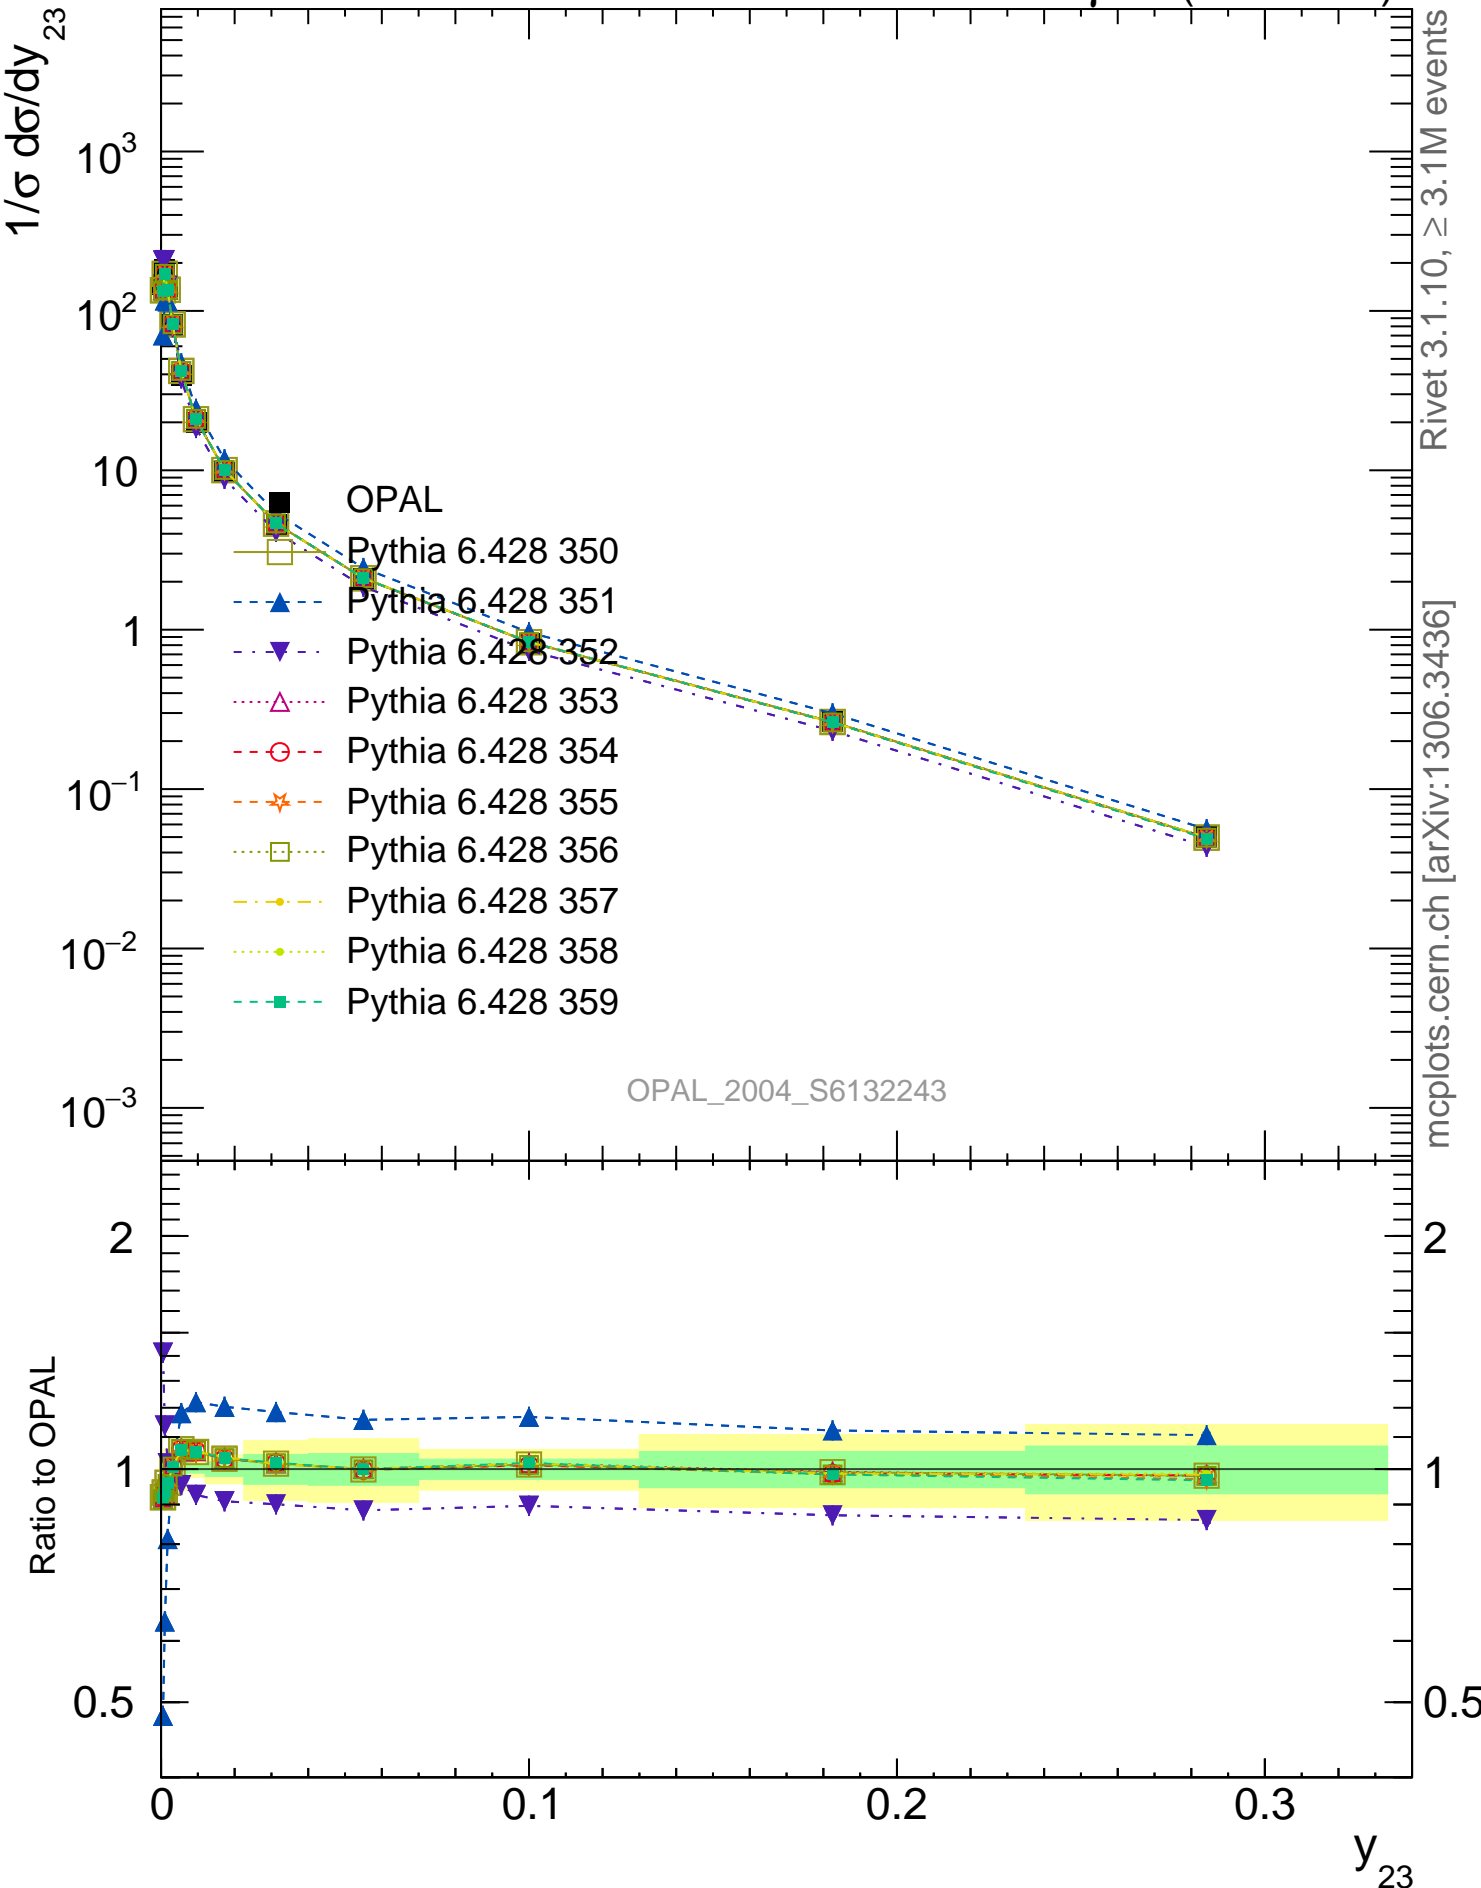 1/σ dσ/dy₂₃
10³
10²
10
1
10⁻¹
10⁻²
10⁻³
OPAL
Pythia 6.428 350
Pythia 6.428 351
Pythia 6.428 352
Pythia 6.428 353
Pythia 6.428 354
Pythia 6.428 355
Pythia 6.428 356
Pythia 6.428 357
Pythia 6.428 358
Pythia 6.428 359
OPAL_2004_S6132243
Rivet 3.1.10, ≥ 3.1M events
mcplots.cern.ch [arXiv:1306.3436]
Ratio to OPAL
2
1
0.5
2
1
0.5
0
0.1
0.2
0.3
y₂₃